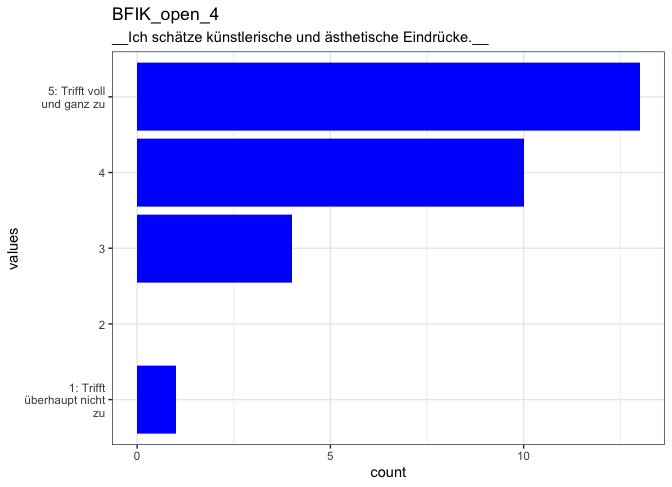 BFIK_open_4
__Ich schätze künstlerische und ästhetische Eindrücke.__
5: Trifft voll
und ganz zu
4
3
2
1: Trifft
überhaupt nicht
zu
values
0 5 10
count